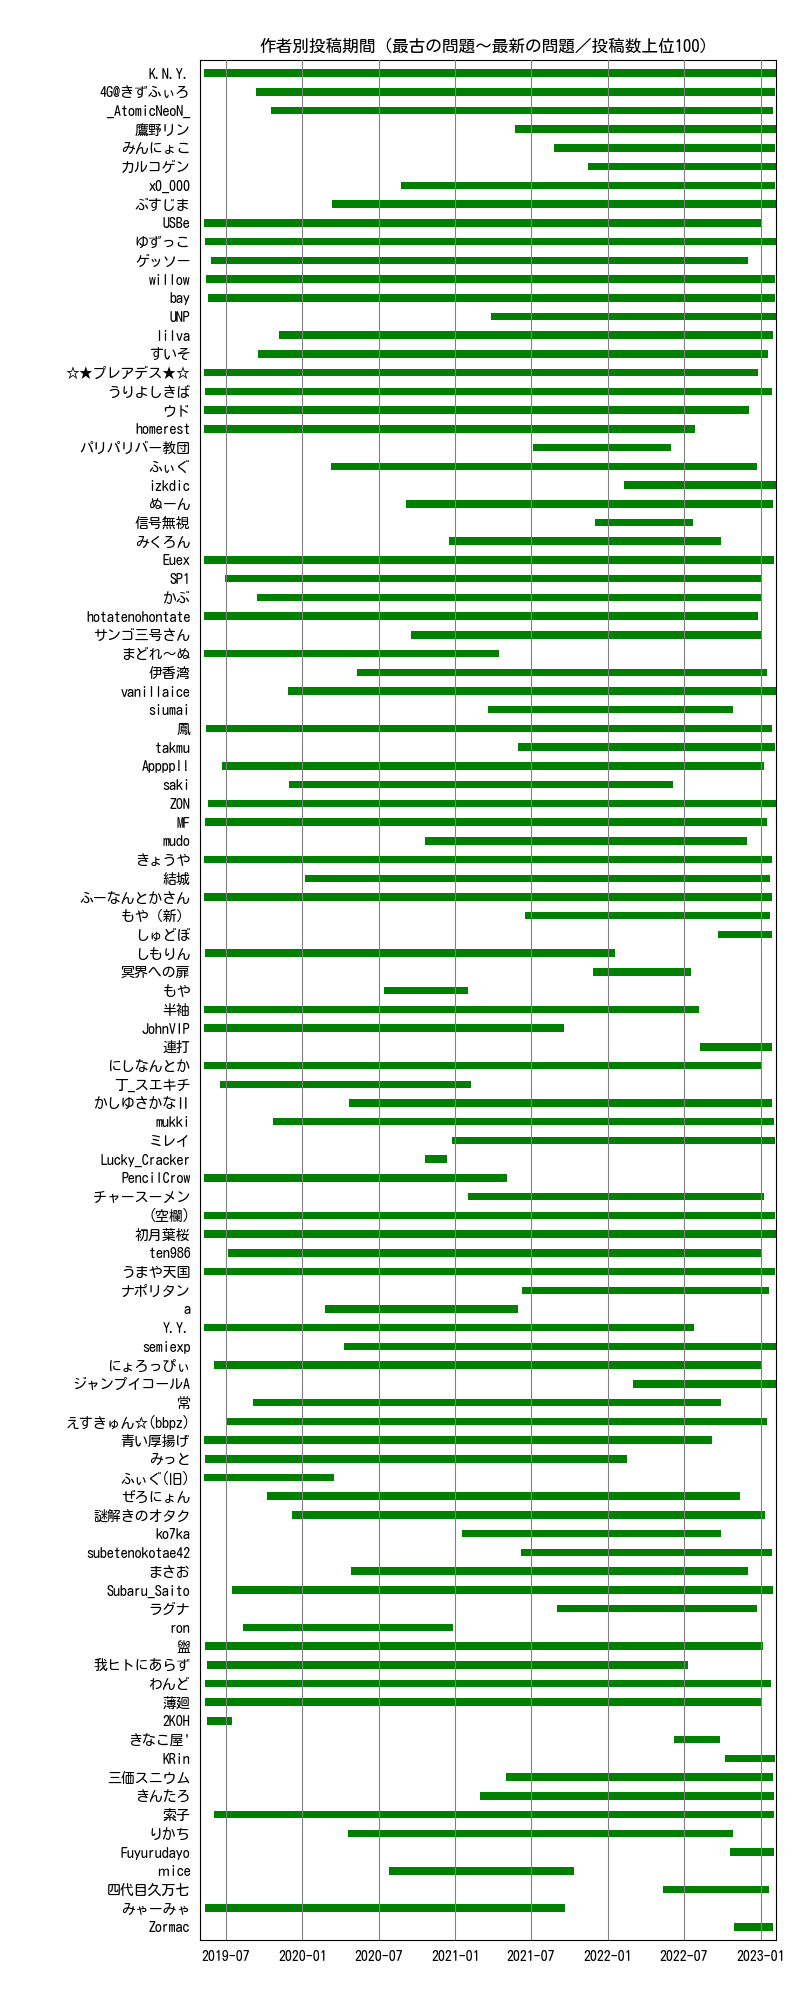 作者別投稿期間（最古の問題～最新の問題／投稿数上位100）
K.N.Y.
4G@きずふぃろ
_AtomicNeoN_
鷹野リン
みんにょこ
カルコゲン
x0_000
ぶすじま
USBe
ゆずっこ
ゲッソー
willow
bay
UNP
lilva
すいそ
☆★プレアデス★☆
うりよしきば
ウド
homerest
パリパリバー教団
ふぃぐ
izkdic
ぬーん
信号無視
みくろん
Euex
SP1
かぶ
hotatenohontate
サンゴ三号さん
まどれ～ぬ
伊香湾
vanillaice
siumai
鳳
takmu
Appppl!
saki
ZON
MF
mudo
きょうや
結城
ふーなんとかさん
もや（新）
しゅどぼ
しもりん
冥界への扉
もや
半袖
JohnVIP
連打
にしなんとか
丁_スエキチ
かしゆさかなⅡ
mukki
ミレイ
Lucky_Cracker
PencilCrow
チャースーメン
(空欄)
初月葉桜
ten986
うまや天国
ナポリタン
a
Y.Y.
semiexp
にょろっぴぃ
ジャンプイコールA
常
えすきゅん☆(bbpz)
青い厚揚げ
みっと
ふぃぐ(旧)
ぜろにょん
謎解きのオタク
ko7ka
subetenokotae42
まさお
Subaru_Saito
ラグナ
ron
盥
我ヒトにあらず
わんど
薄廻
2KOH
きなこ屋'
KRin
三価スニウム
きんたろ
索子
りかち
Fuyurudayo
mice
四代目久万七
みゃーみゃ
Zormac
2019-07 2020-01 2020-07 2021-01 2021-07 2022-01 2022-07 2023-01